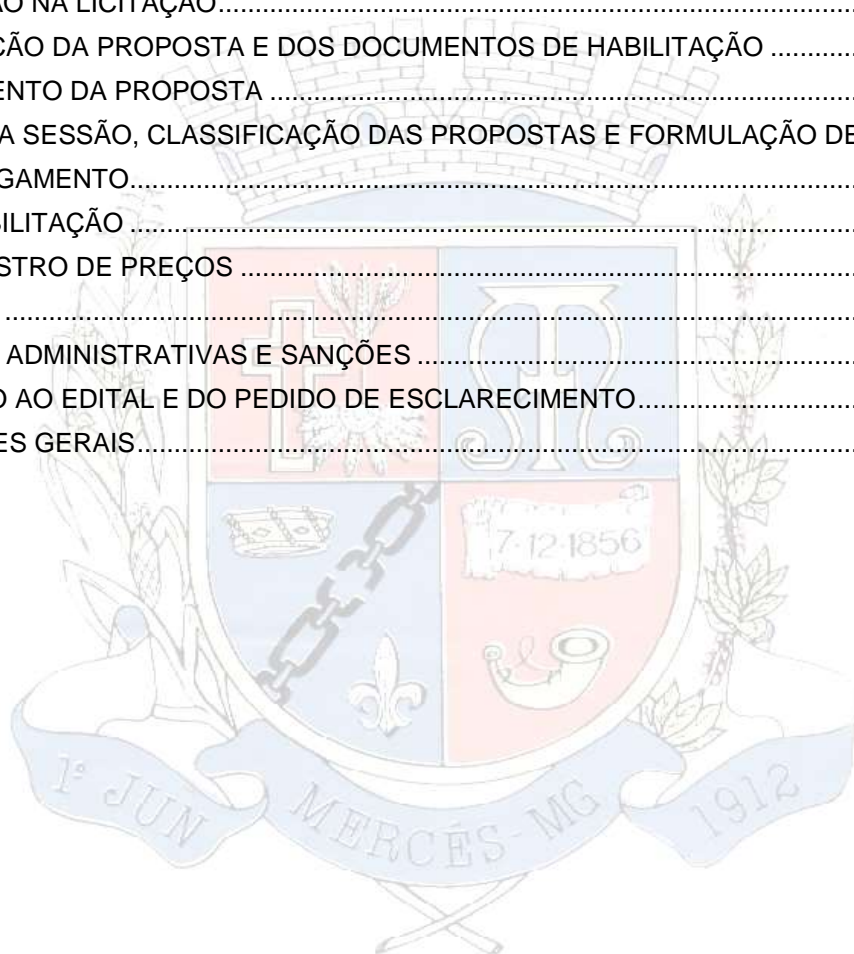 ÃO NA LICITAÇÃO
ÇÃO DA PROPOSTA E DOS DOCUMENTOS DE HABILITAÇÃO
ENTO DA PROPOSTA
A SESSÃO, CLASSIFICAÇÃO DAS PROPOSTAS E FORMULAÇÃO DE
GAMENTO
BILITAÇÃO
STRO DE PREÇOS
ADMINISTRATIVAS E SANÇÕES
O AO EDITAL E DO PEDIDO DE ESCLARECIMENTO
ES GERAIS
7-12-1856
1º JUN
MERCÊS-MG
1912